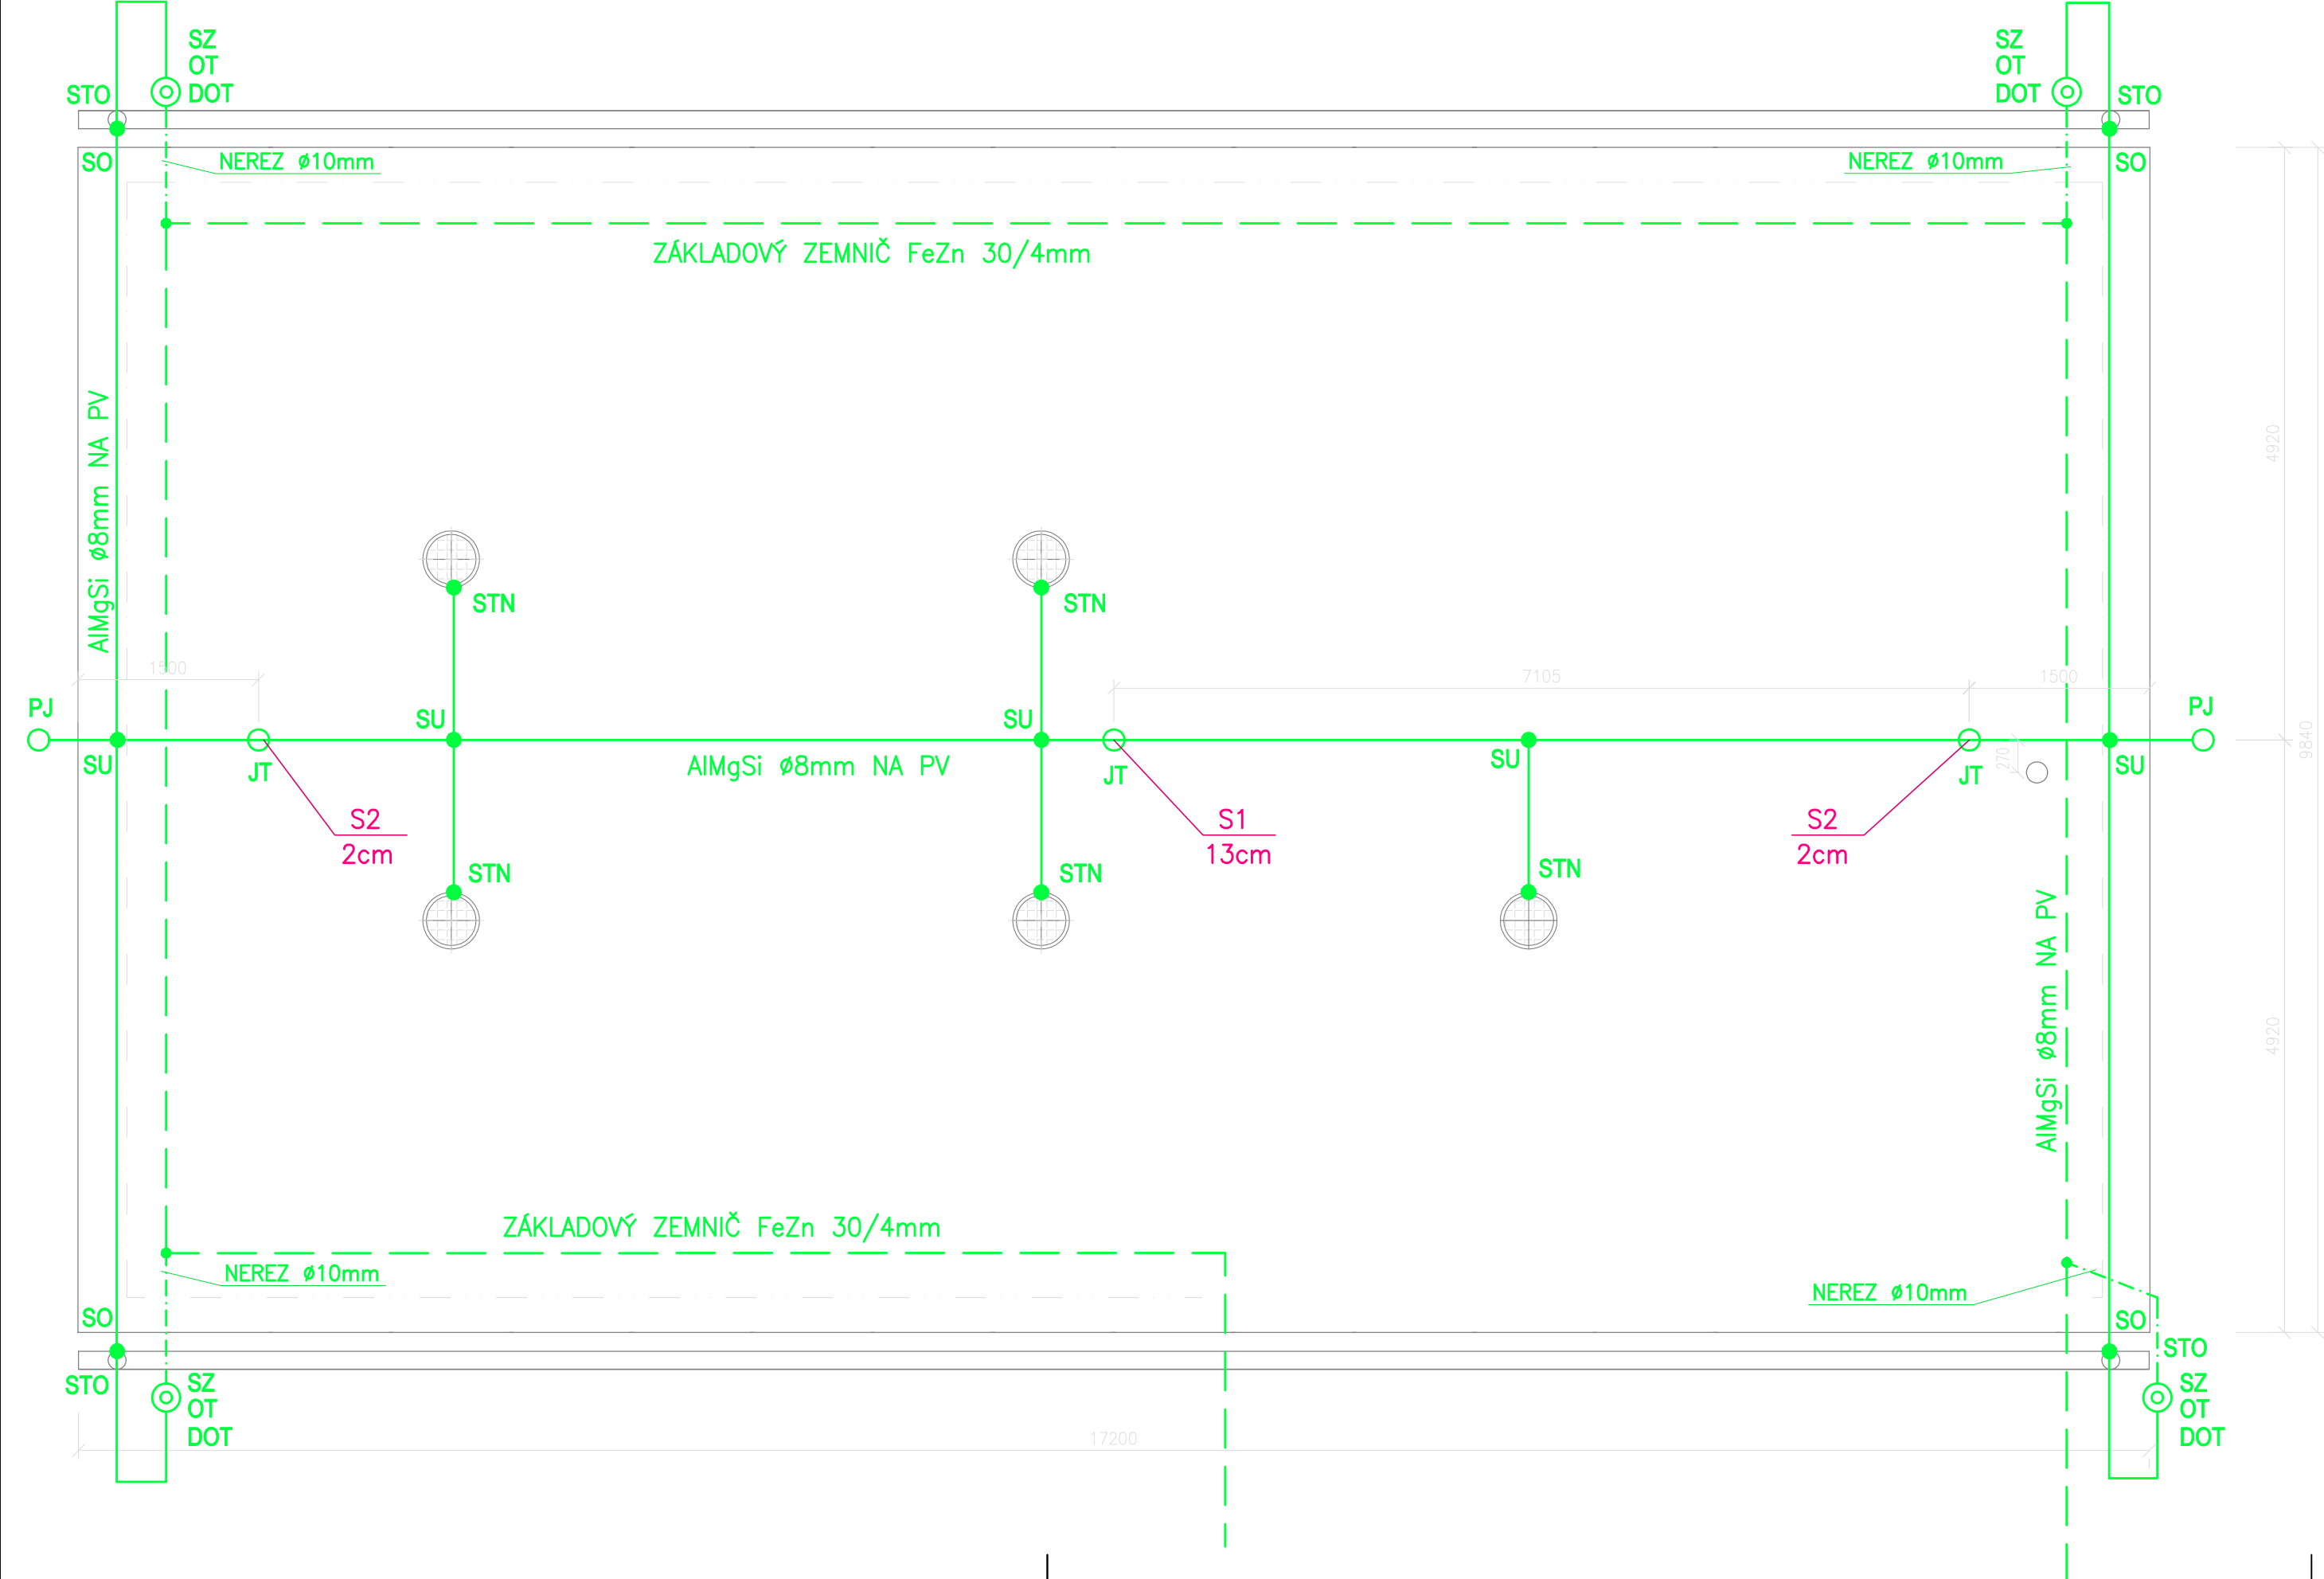 SZ
OT
DOT
STO
SO
NEREZ ø10mm
SZ
OT
DOT
STO
SO
NEREZ ø10mm
ZÁKLADOVÝ ZEMNIČ FeZn 30/4mm
AlMgSi ø8mm NA PV
4920
STN
STN
1500
7105
1500
PJ
SU
SU
SU
PJ
SU
JT
AlMgSi ø8mm NA PV
JT
SU
JT
270
SU
9840
S2
2cm
S1
13cm
S2
2cm
STN
STN
STN
AlMgSi ø8mm NA PV
4920
ZÁKLADOVÝ ZEMNIČ FeZn 30/4mm
NEREZ ø10mm
NEREZ ø10mm
SO
SO
STO
STO
SZ
OT
DOT
SZ
OT
DOT
17200